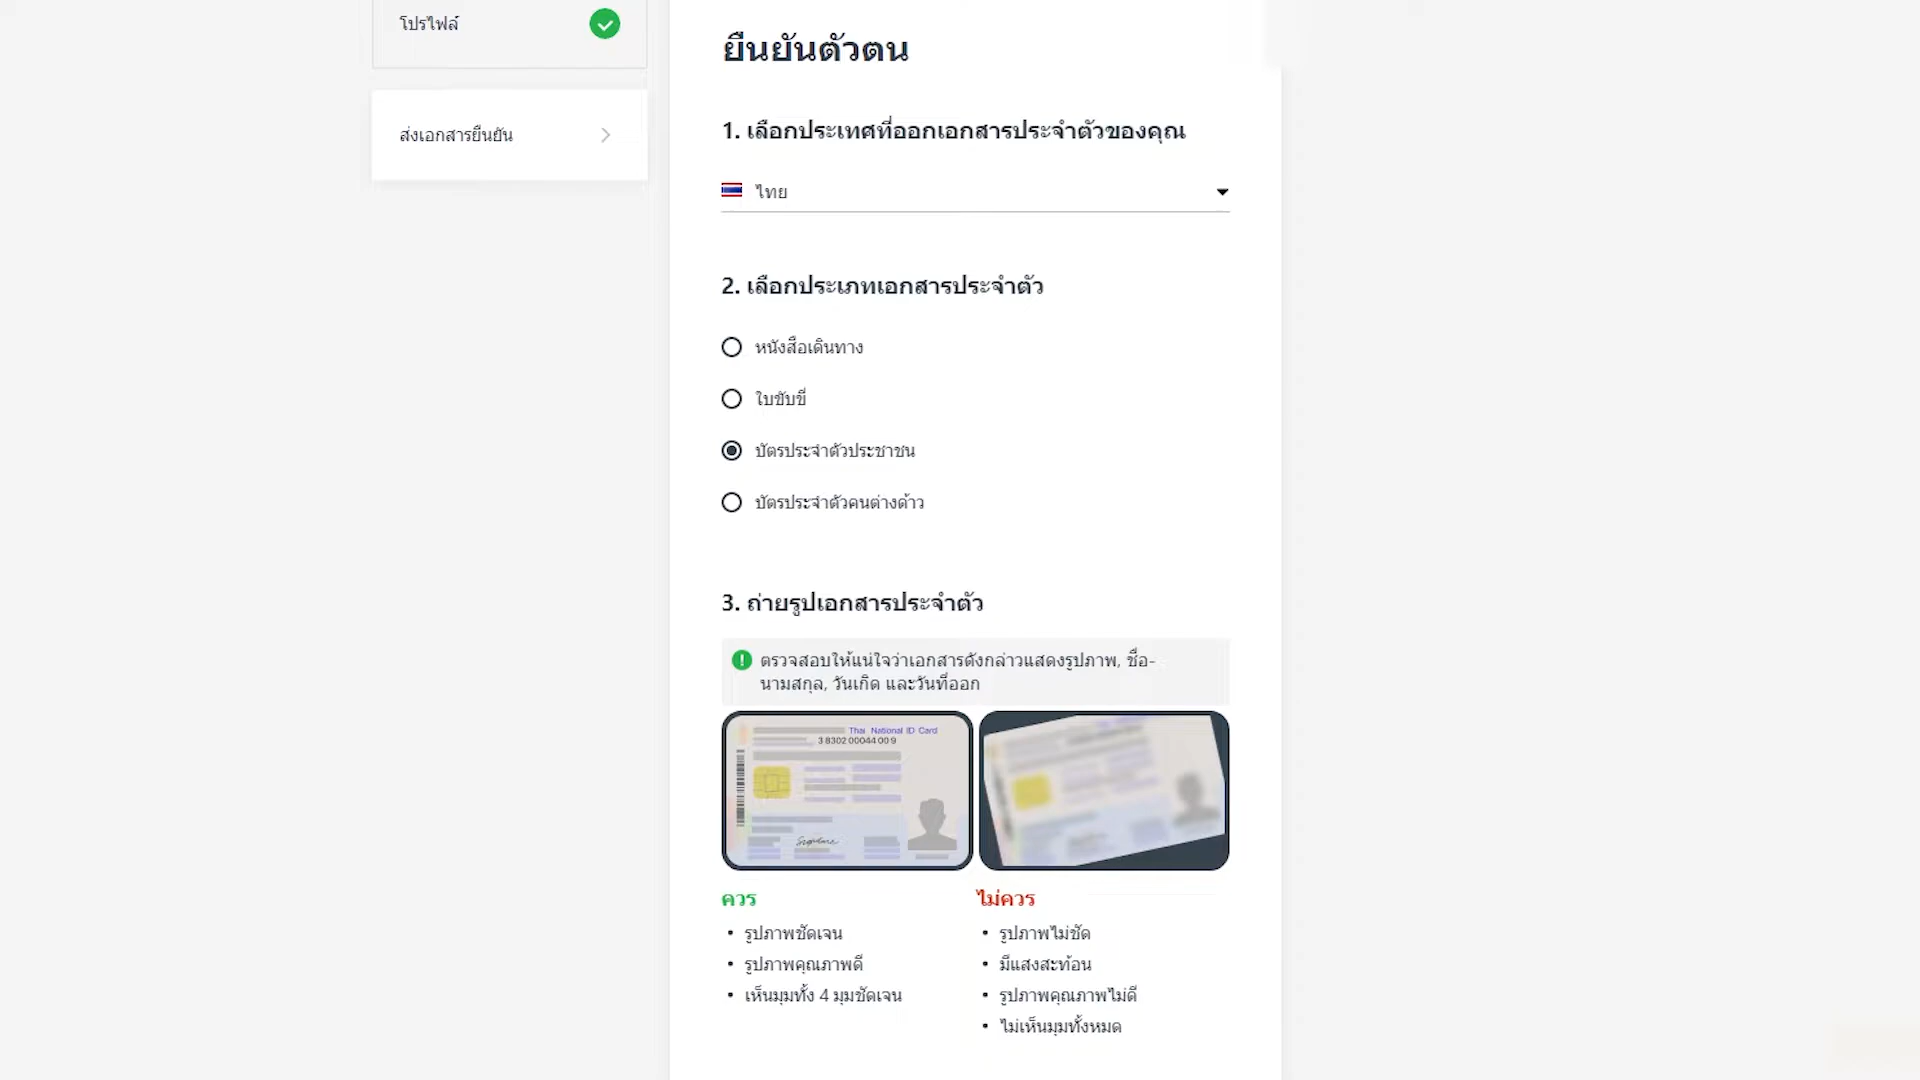 โปรไฟล์
ส่งเอกสารยืนยัน
ยืนยันตัวตน
1. เลือกประเทศที่ออกเอกสารประจำตัวของคุณ
ไทย
2. เลือกประเภทเอกสารประจำตัว
หนังสือเดินทาง
ใบขับขี่
บัตรประจำตัวประชาชน
บัตรประจำตัวคนต่างด้าว
3. ถ่ายรูปเอกสารประจำตัว
ตรวจสอบให้แน่ใจว่าเอกสารดังกล่าวแสดงรูปภาพ, ชื่อ-
นามสกุล, วันเกิด และวันที่ออก
Thai National ID Card
3 8302 00044 00 9
Signature
ควร
• รูปภาพชัดเจน
• รูปภาพคุณภาพดี
• เห็นมุมทั้ง 4 มุมชัดเจน
ไม่ควร
• รูปภาพไม่ชัด
• มีแสงสะท้อน
• รูปภาพคุณภาพไม่ดี
• ไม่เห็นมุมทั้งหมด